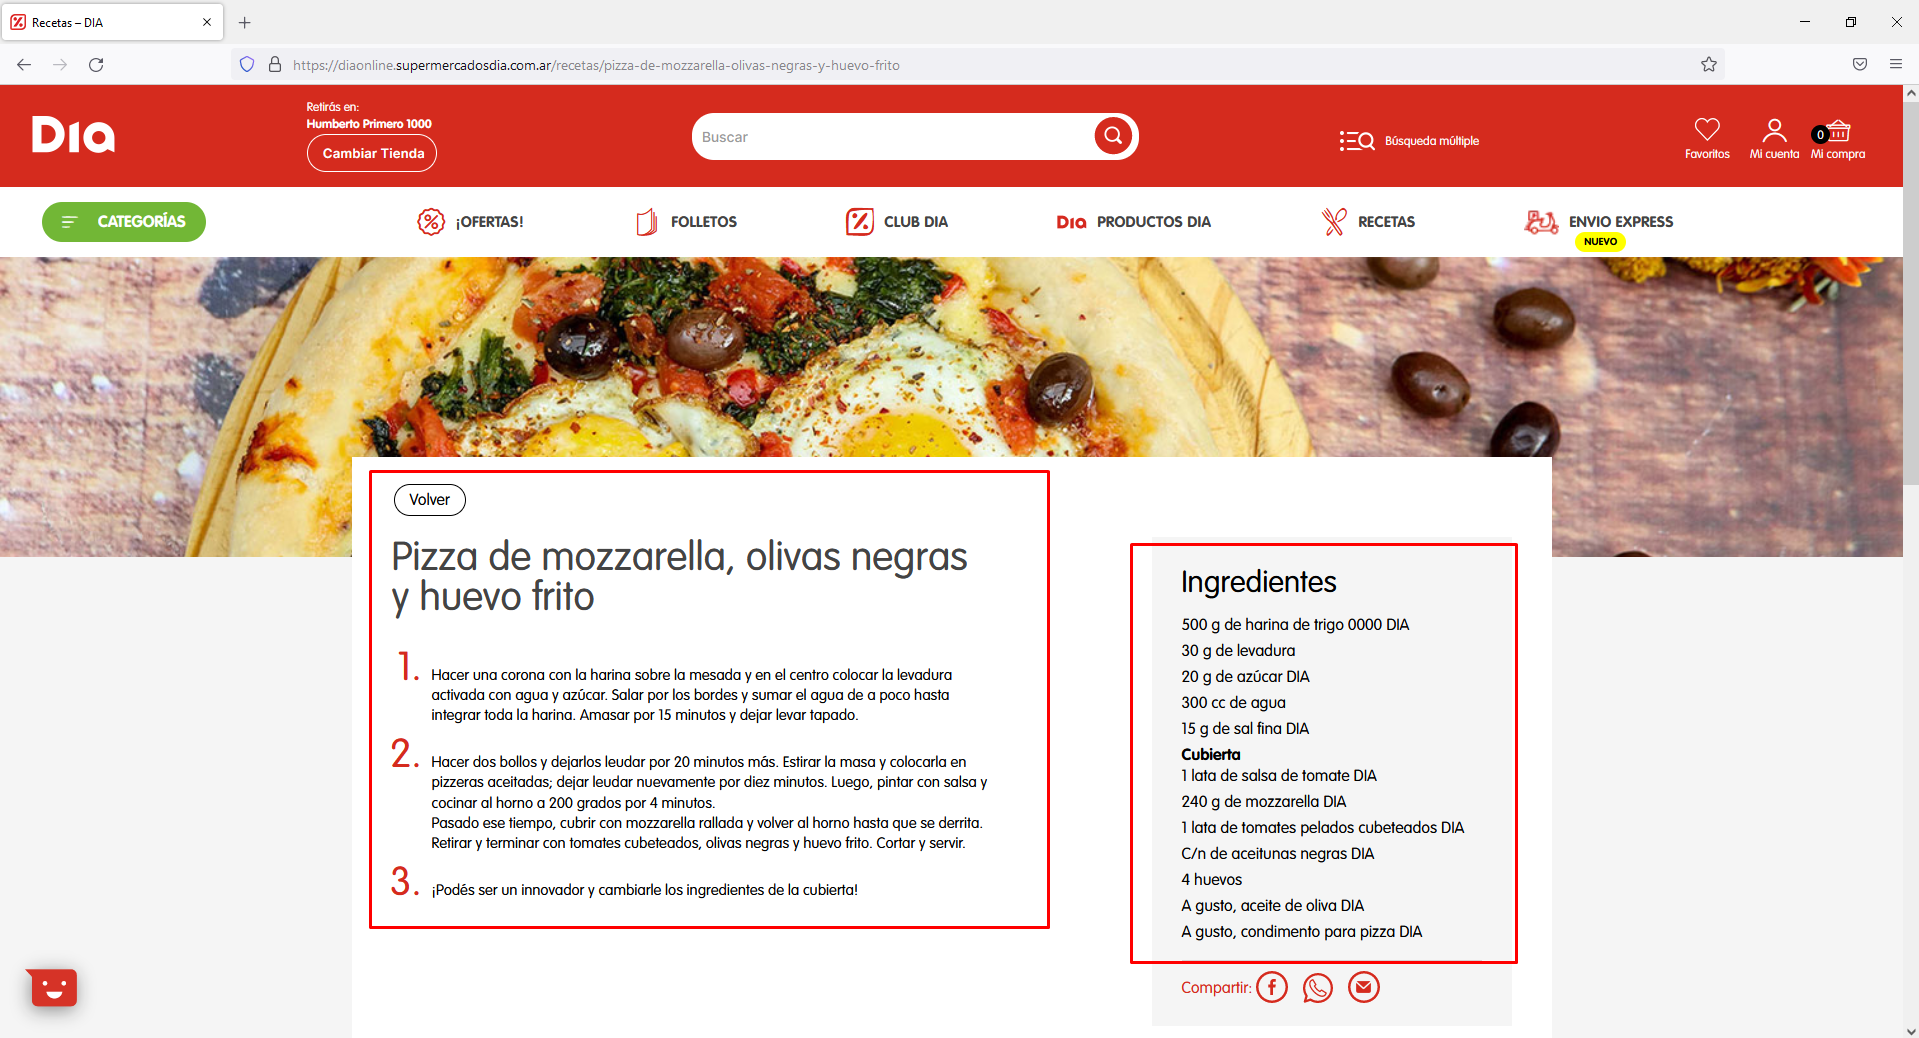 Recetas – DIA
https://diaonline.supermercadosdia.com.ar/recetas/pizza-de-mozzarella-olivas-negras-y-huevo-frito
Dia
Retirás en:
Humberto Primero 1000
Cambiar Tienda
Buscar
Búsqueda múltiple
Favoritos
Mi cuenta
0
Mi compra
CATEGORÍAS
¡OFERTAS!
FOLLETOS
CLUB DIA
Dia PRODUCTOS DIA
RECETAS
ENVIO EXPRESS
NUEVO
Volver
Pizza de mozzarella, olivas negras
y huevo frito
1. Hacer una corona con la harina sobre la mesada y en el centro colocar la levadura
activada con agua y azúcar. Salar por los bordes y sumar el agua de a poco hasta
integrar toda la harina. Amasar por 15 minutos y dejar levar tapado.
2. Hacer dos bollos y dejarlos leudar por 20 minutos más. Estirar la masa y colocarla en
pizzeras aceitadas; dejar leudar nuevamente por diez minutos. Luego, pintar con salsa y
cocinar al horno a 200 grados por 4 minutos.
Pasado ese tiempo, cubrir con mozzarella rallada y volver al horno hasta que se derrita.
Retirar y terminar con tomates cubeteados, olivas negras y huevo frito. Cortar y servir.
3. ¡Podés ser un innovador y cambiarle los ingredientes de la cubierta!
Ingredientes
500 g de harina de trigo 0000 DIA
30 g de levadura
20 g de azúcar DIA
300 cc de agua
15 g de sal fina DIA
Cubierta
1 lata de salsa de tomate DIA
240 g de mozzarella DIA
1 lata de tomates pelados cubeteados DIA
C/n de aceitunas negras DIA
4 huevos
A gusto, aceite de oliva DIA
A gusto, condimento para pizza DIA
Compartir: